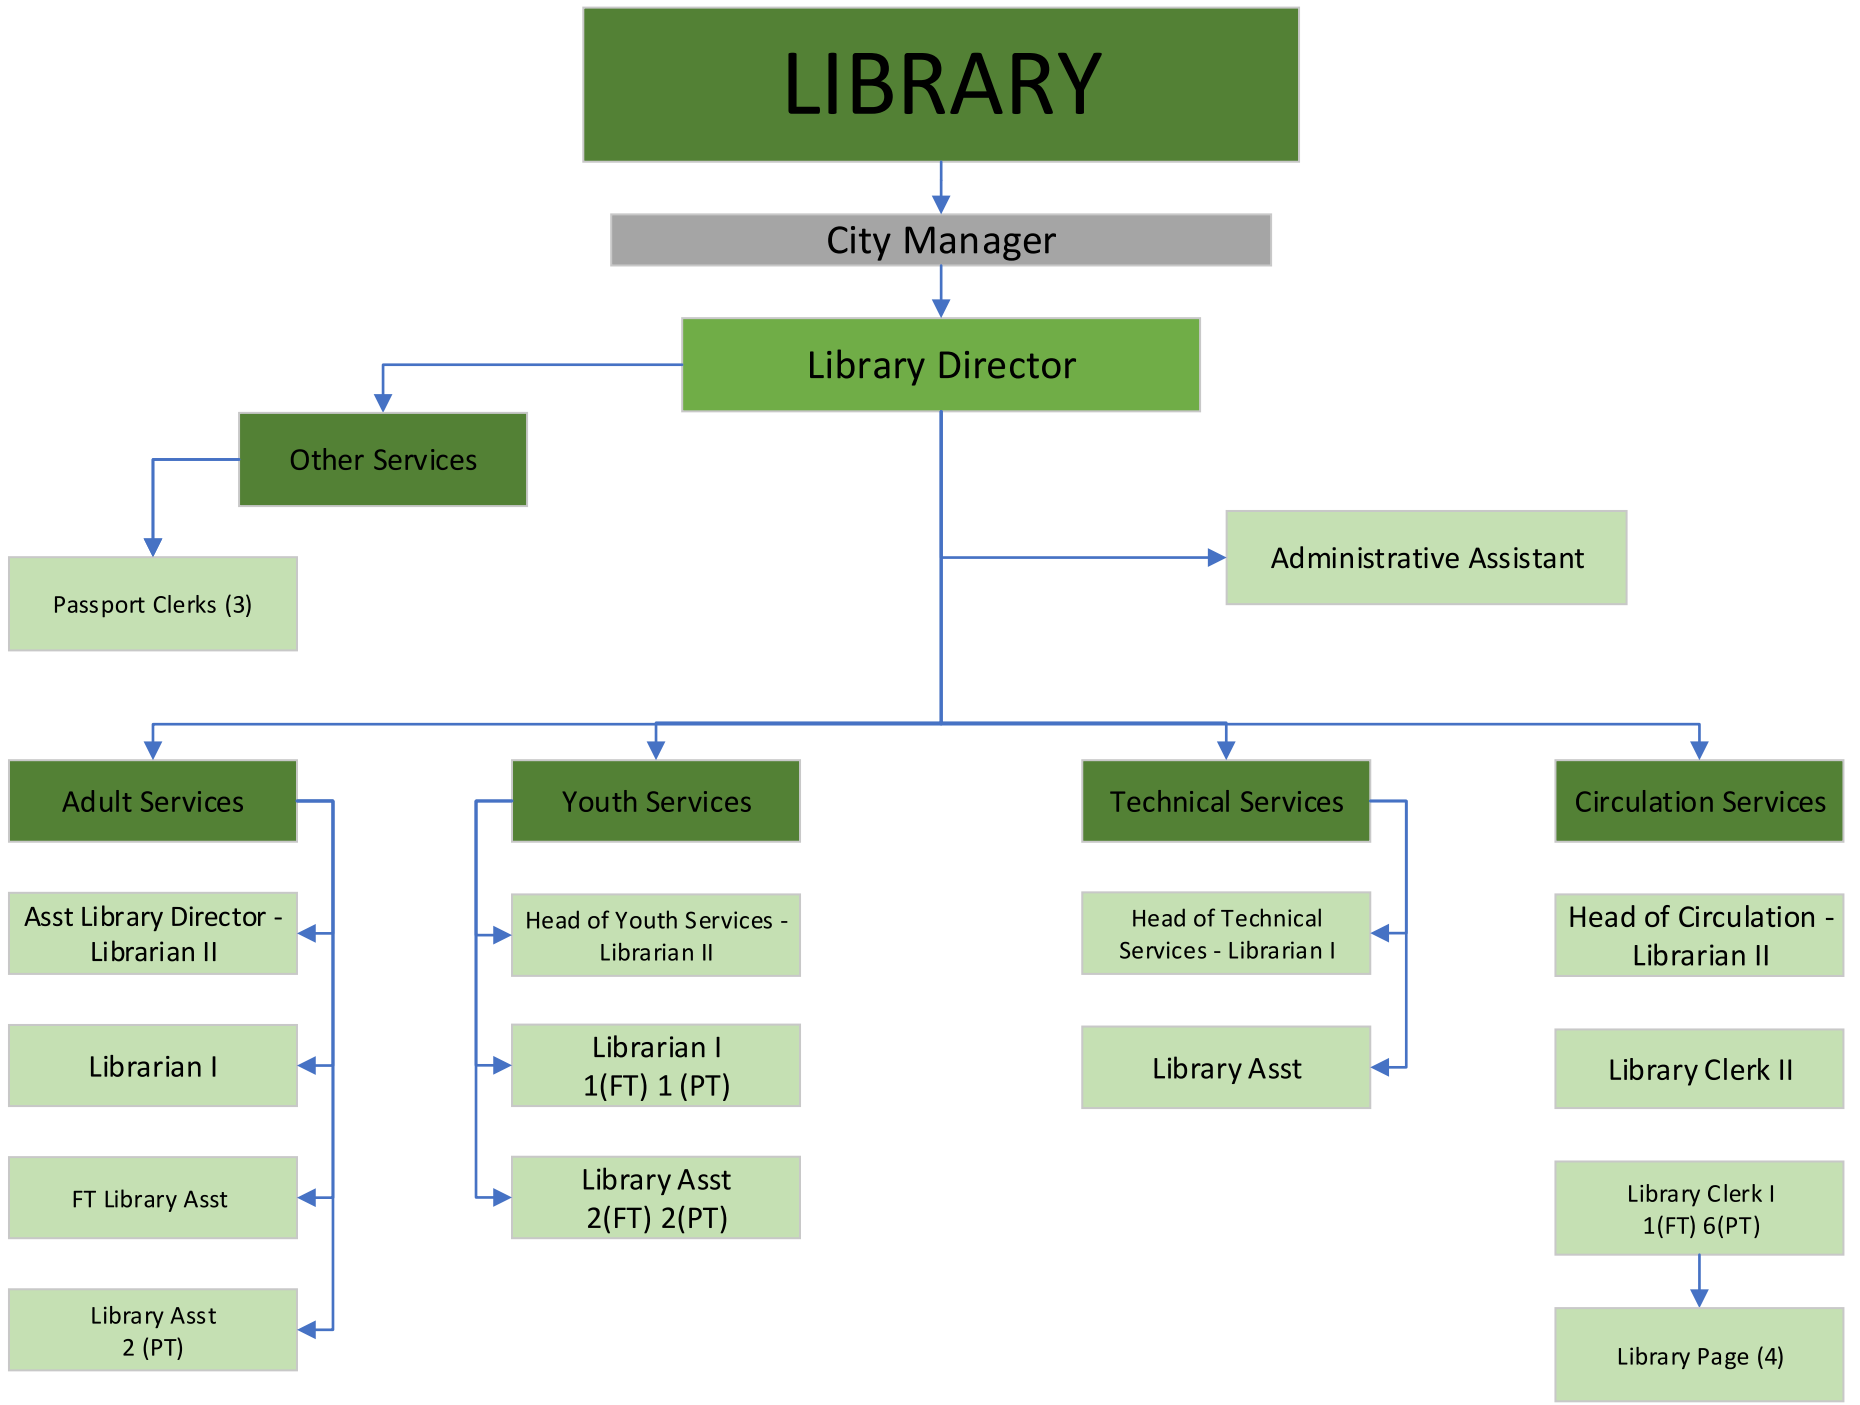 LIBRARY
City Manager
Library Director
Other Services
Administrative Assistant
Passport Clerks (3)
Adult Services
Youth Services
Technical Services
Circulation Services
Asst Library Director -
Librarian II
Head of Youth Services -
Librarian II
Head of Technical
Services - Librarian I
Head of Circulation -
Librarian II
Librarian I
Librarian I
1(FT) 1 (PT)
Library Asst
Library Clerk II
FT Library Asst
Library Asst
2(FT) 2(PT)
Library Clerk I
1(FT) 6(PT)
Library Asst
2 (PT)
Library Page (4)